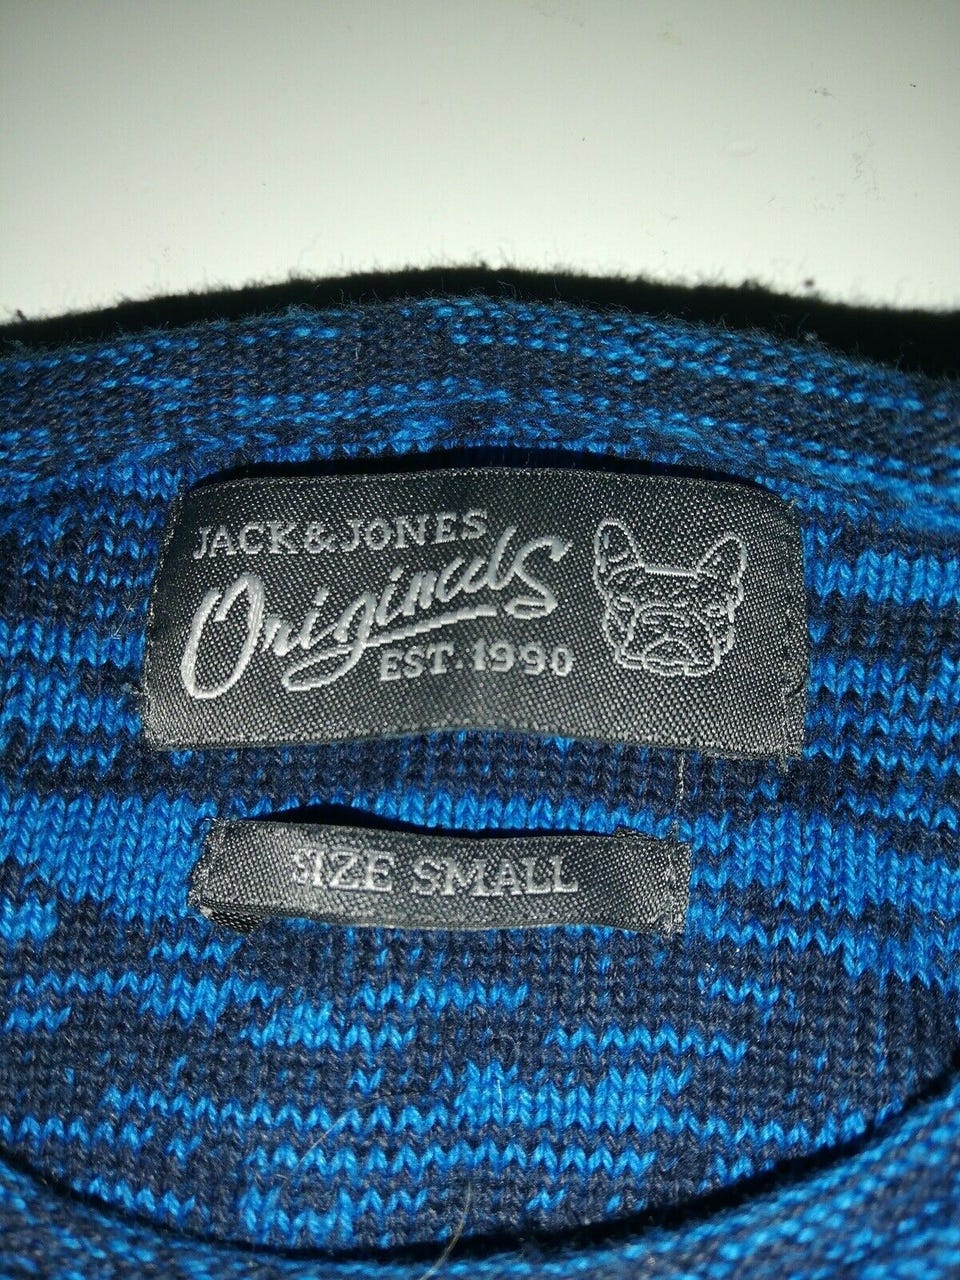 JACK&JONES
Originals
EST. 1990
SIZE SMALL